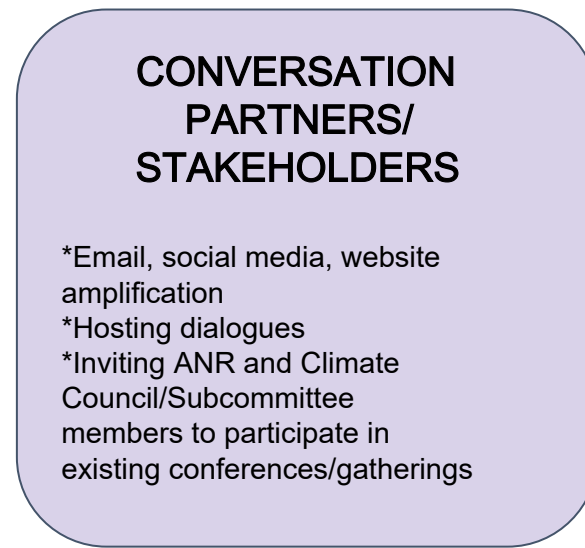 CONVERSATION
PARTNERS/
STAKEHOLDERS
*Email, social media, website
amplification
*Hosting dialogues
*Inviting ANR and Climate
Council/Subcommittee
members to participate in
existing conferences/gatherings